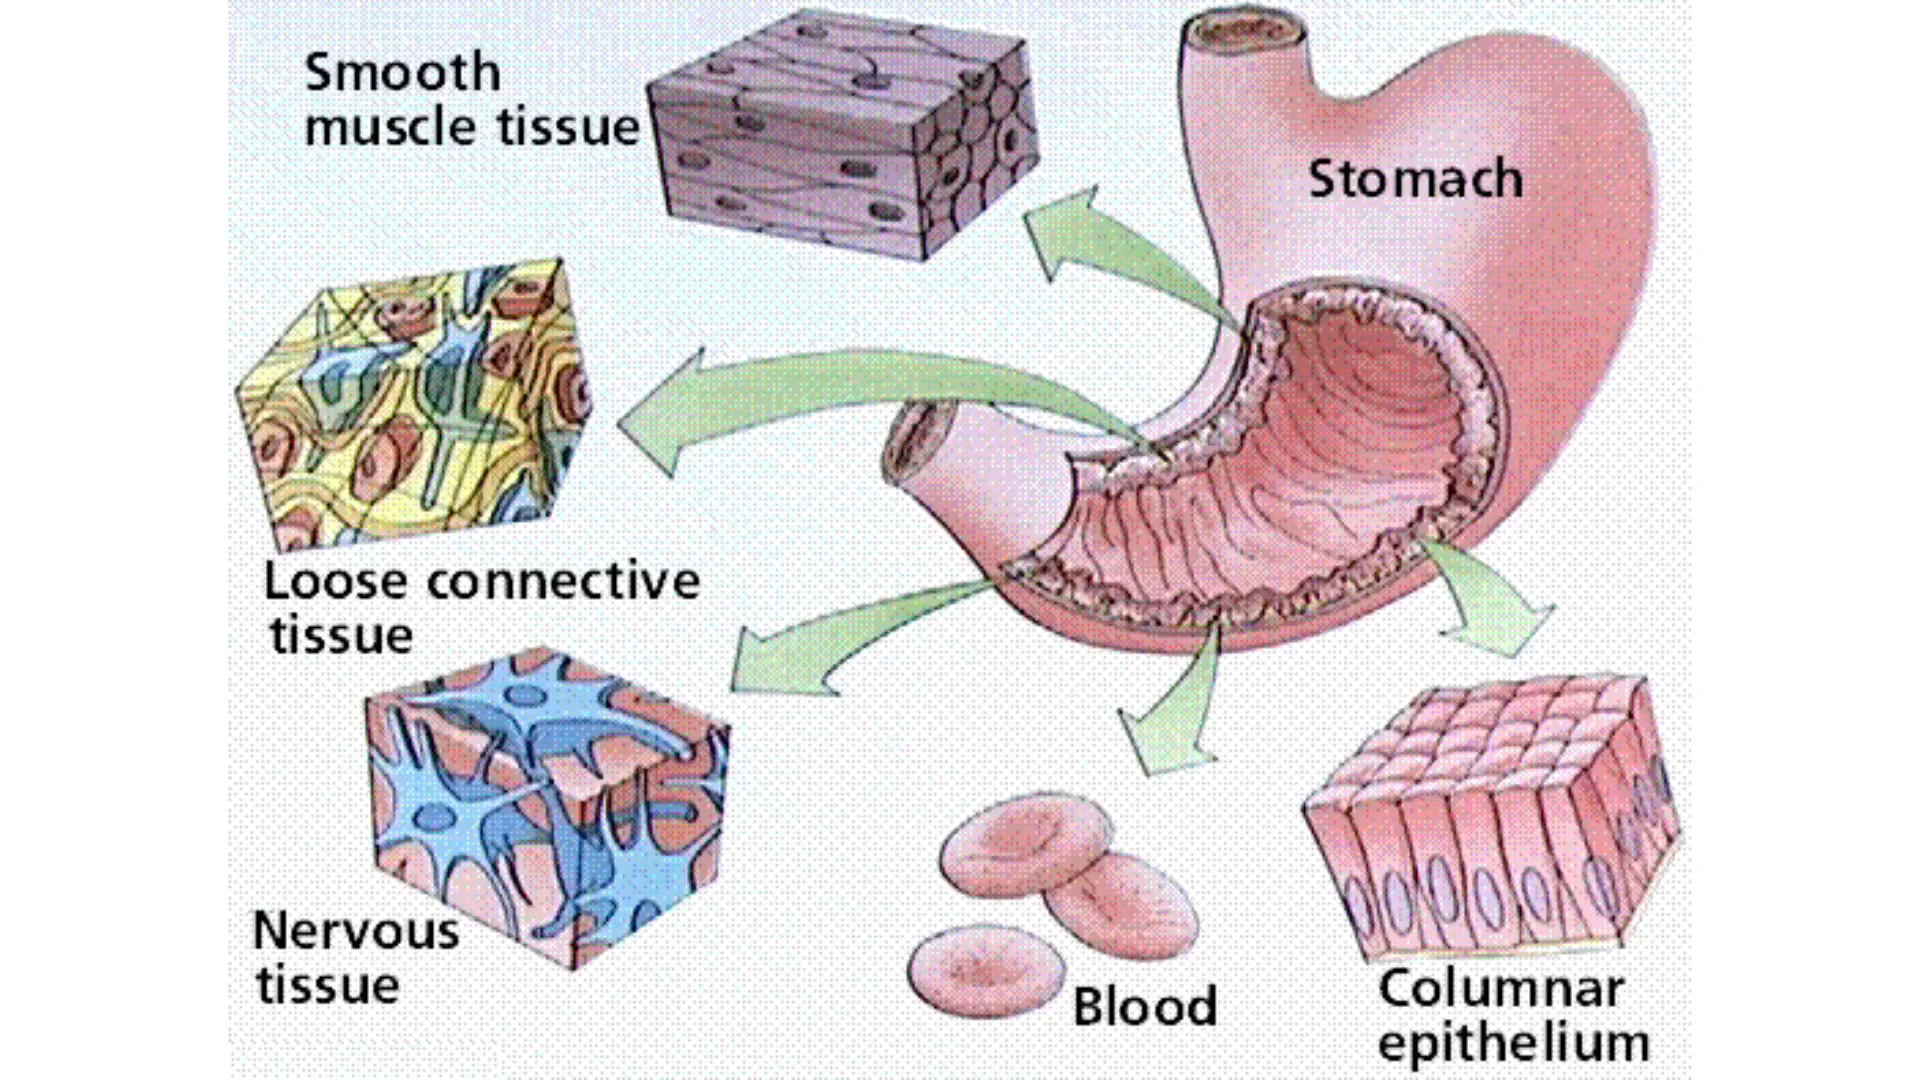 Smooth
muscle tissue
Stomach
Loose connective
tissue
Nervous
tissue
Blood
Columnar
epithelium